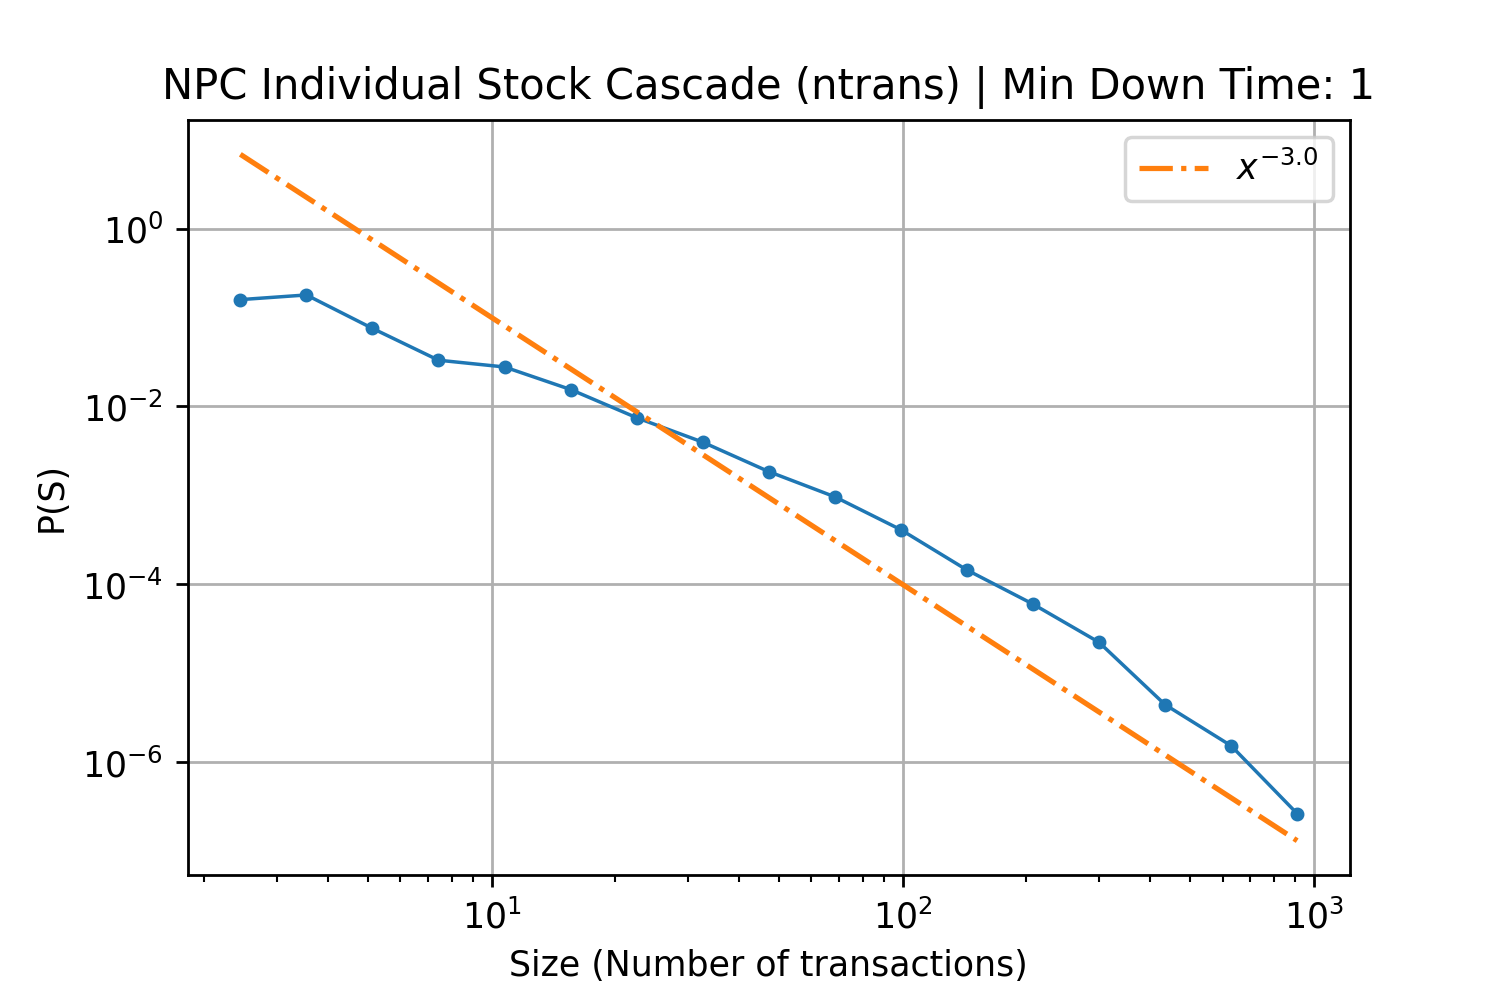 NPC Individual Stock Cascade (ntrans) | Min Down Time: 1
x^{-3.0}
10^0
10^{-2}
10^{-4}
10^{-6}
P(S)
10^1 10^2 10^3
Size (Number of transactions)